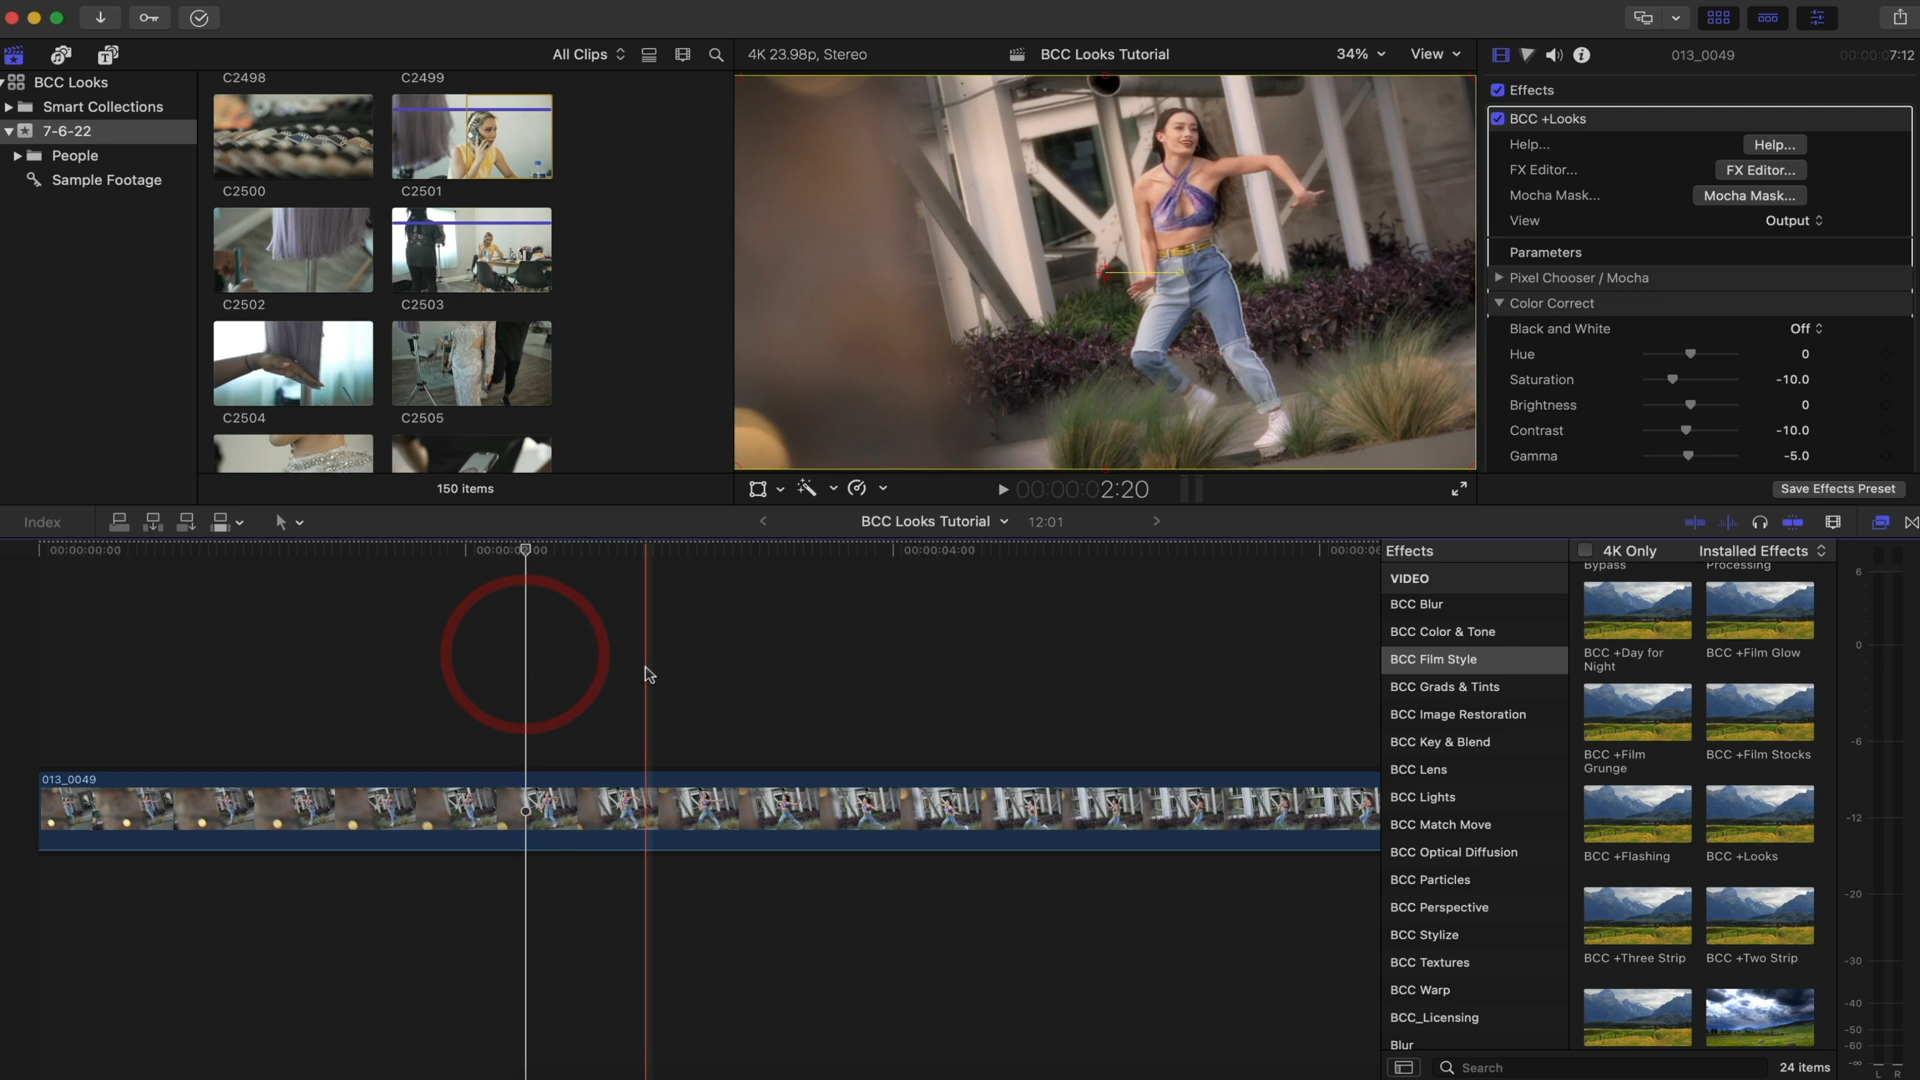 All Clips
4K 23.98p, Stereo
BCC Looks Tutorial
34%
View
013_0049
00:00:07:12
BCC Looks
Smart Collections
7-6-22
People
Sample Footage
C2498
C2499
C2500
C2501
C2502
C2503
C2504
C2505
150 items
00:00:00:02:20
Effects
BCC +Looks
Help...
Help...
FX Editor...
FX Editor...
Mocha Mask...
Mocha Mask...
View
Output
Parameters
Pixel Chooser / Mocha
Color Correct
Black and White
Off
Hue
0
Saturation
-10.0
Brightness
0
Contrast
-10.0
Gamma
-5.0
Save Effects Preset
Index
BCC Looks Tutorial
12:01
00:00:00:00
00:00:04:00
013_0049
Effects
4K Only
Installed Effects
VIDEO
BCC Blur
BCC Color & Tone
BCC Film Style
BCC Grads & Tints
BCC Image Restoration
BCC Key & Blend
BCC Lens
BCC Lights
BCC Match Move
BCC Optical Diffusion
BCC Particles
BCC Perspective
BCC Stylize
BCC Textures
BCC Warp
BCC_Licensing
Blur
Bypass
Processing
BCC +Day for
Night
BCC +Film Glow
BCC +Film
Grunge
BCC +Film Stocks
BCC +Flashing
BCC +Looks
BCC +Three Strip
BCC +Two Strip
Search
24 items
6
0
-6
-12
-20
-30
-40
-50
-60
-∞
L R